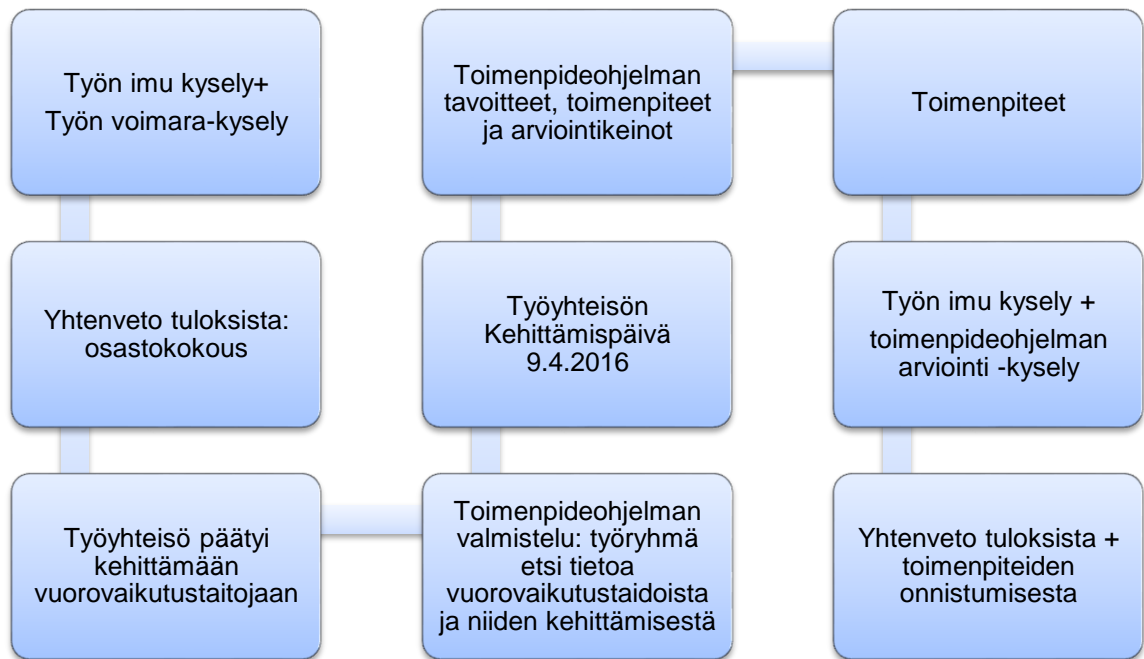 Työn imu kysely+
Työn voimara-kysely
Yhtenveto tuloksista:
osastokokous
Työyhteisö päätyi
kehittämään
vuorovaikutustaitojaan
Toimenpideohjelman
valmistelu: työryhmä
etsi tietoa
vuorovaikutustaidoista
ja niiden kehittämisestä
Työyhteisön
Kehittämispäivä
9.4.2016
Toimenpideohjelman
tavoitteet, toimenpiteet
ja arviointikeinot
Toimenpiteet
Työn imu kysely +
toimenpideohjelman
arviointi -kysely
Yhtenveto tuloksista +
toimenpiteiden
onnistumisesta